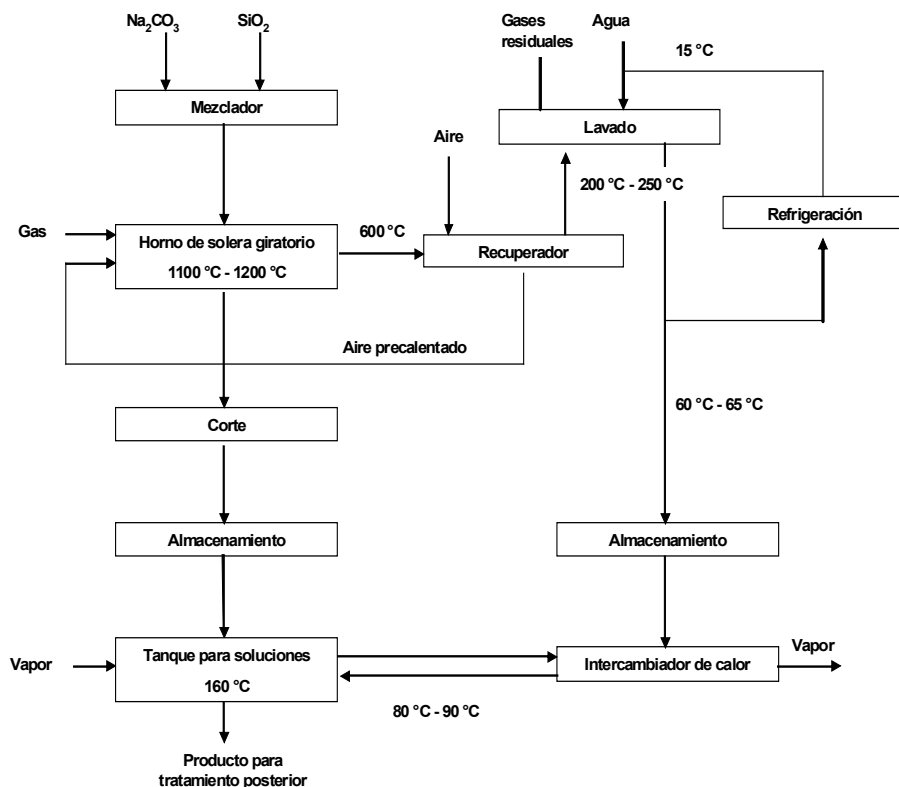 Na₂CO₃
SiO₂
Gases
residuales
Agua
15 °C
Mezclador
Lavado
Aire
200 °C - 250 °C
Refrigeración
Gas
Horno de solera giratorio
1100 °C - 1200 °C
600 °C
Recuperador
Aire precalentado
60 °C - 65 °C
Corte
Almacenamiento
Almacenamiento
Vapor
Tanque para soluciones
160 °C
Intercambiador de calor
Vapor
80 °C - 90 °C
Producto para
tratamiento posterior